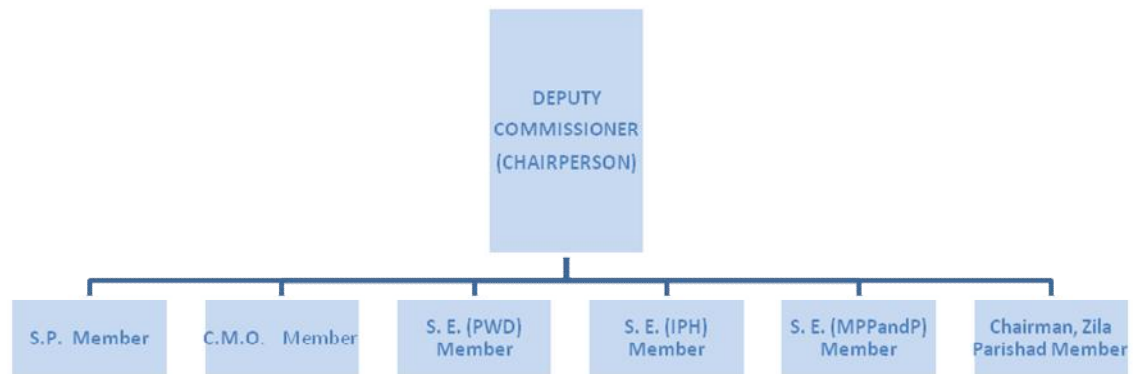 DEPUTY
COMMISSIONER
(CHAIRPERSON)
S.P. Member
C.M.O. Member
S. E. (PWD)
Member
S. E. (IPH)
Member
S. E. (MPPandP)
Member
Chairman, Zila
Parishad Member